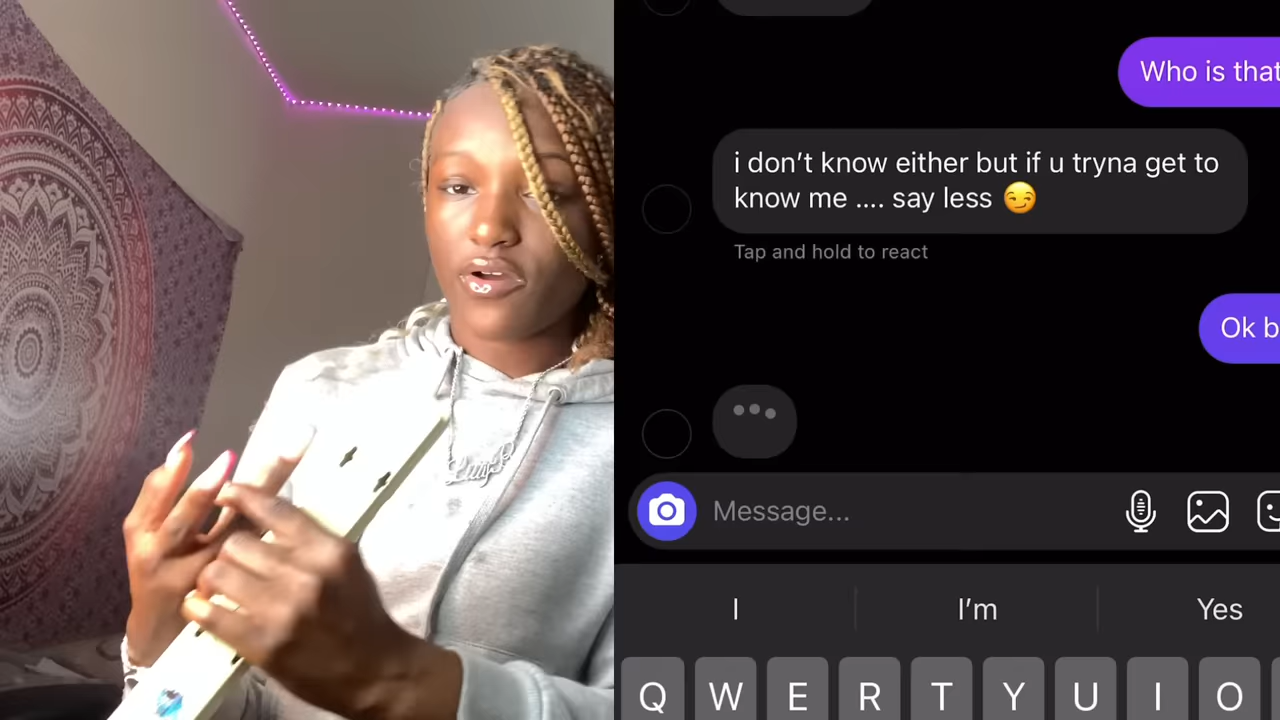 Who is that
i don’t know either but if u tryna get to
know me .... say less 😏
Tap and hold to react
Ok b
Message...
I
I’m
Yes
Q W E R T Y U I O